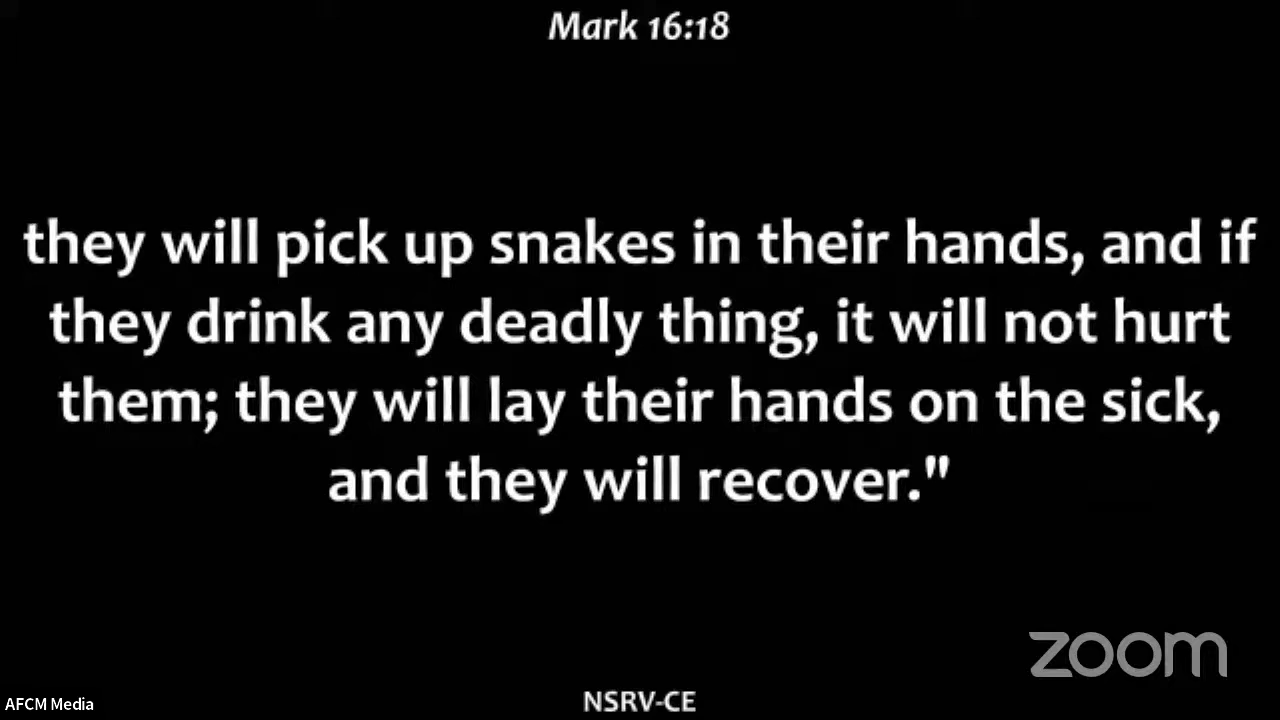 Mark 16:18
they will pick up snakes in their hands, and if
they drink any deadly thing, it will not hurt
them; they will lay their hands on the sick,
and they will recover."
zoom
AFCM Media
NSRV-CE